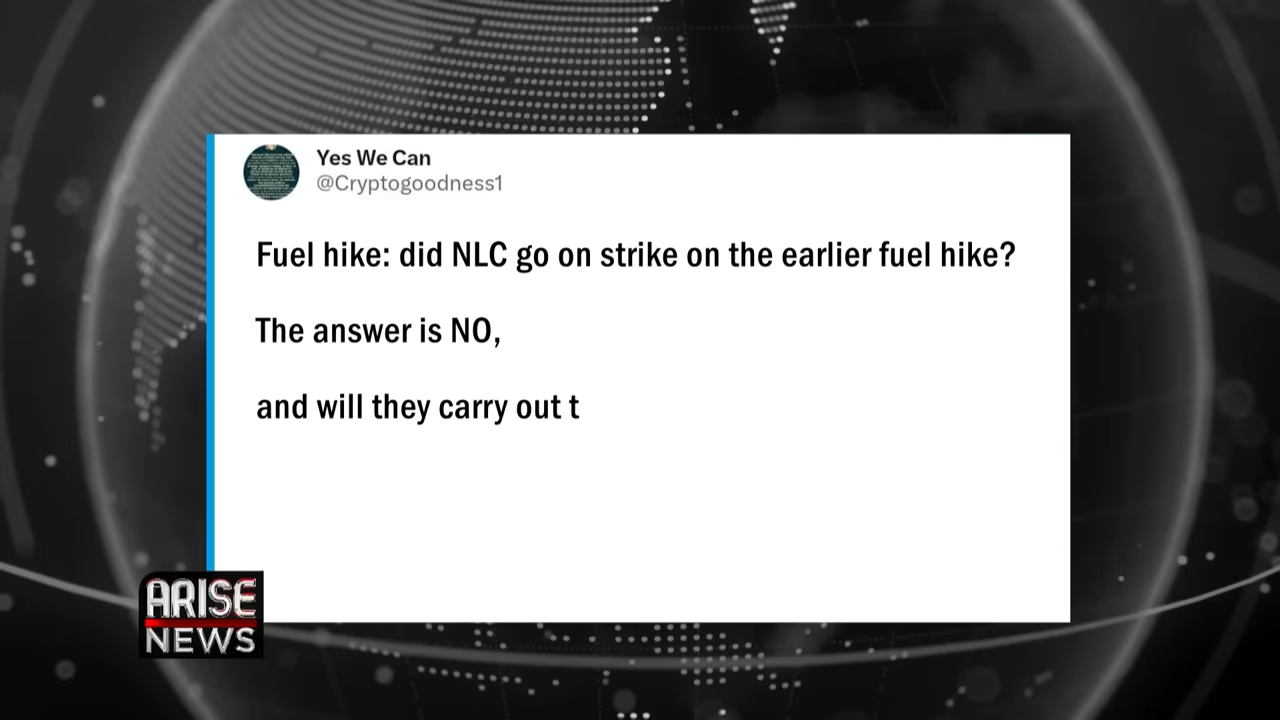 Yes We Can
@Cryptogoodness1
Fuel hike: did NLC go on strike on the earlier fuel hike?
The answer is NO,
and will they carry out t
ARISE
NEWS